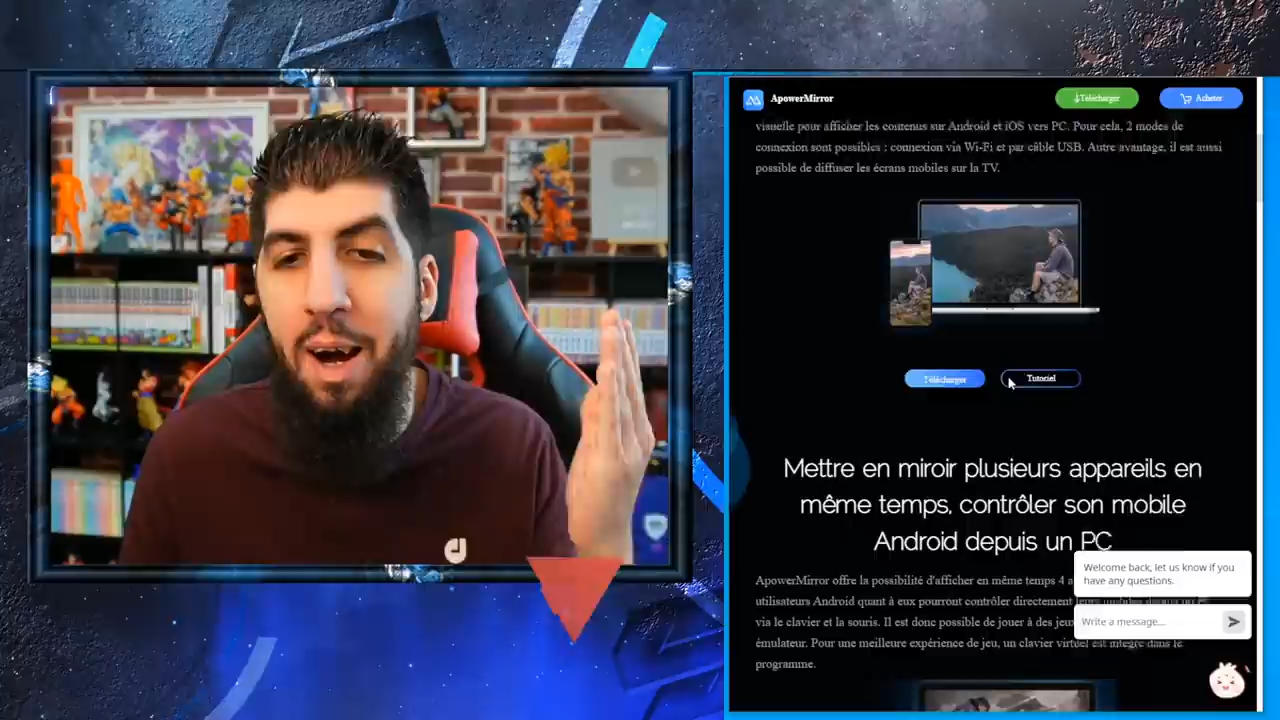 ApowerMirror
Télécharger
Acheter
visuelle pour afficher les contenus sur Android et iOS vers PC. Pour cela, 2 modes de
connexion sont possibles : connexion via Wi-Fi et par câble USB. Autre avantage, il est aussi
possible de diffuser les écrans mobiles sur la TV.
Télécharger
Tutoriel
Mettre en miroir plusieurs appareils en
même temps, contrôler son mobile
Android depuis un PC
ApowerMirror offre la possibilité d'afficher en même temps 4 a
utilisateurs Android quant à eux pourront contrôler directement
via le clavier et la souris. Il est donc possible de jouer à des jeux
émulateur. Pour une meilleure expérience de jeu, un clavier virtuel est intégré dans le
programme.
Welcome back, let us know if you
have any questions.
Write a message...